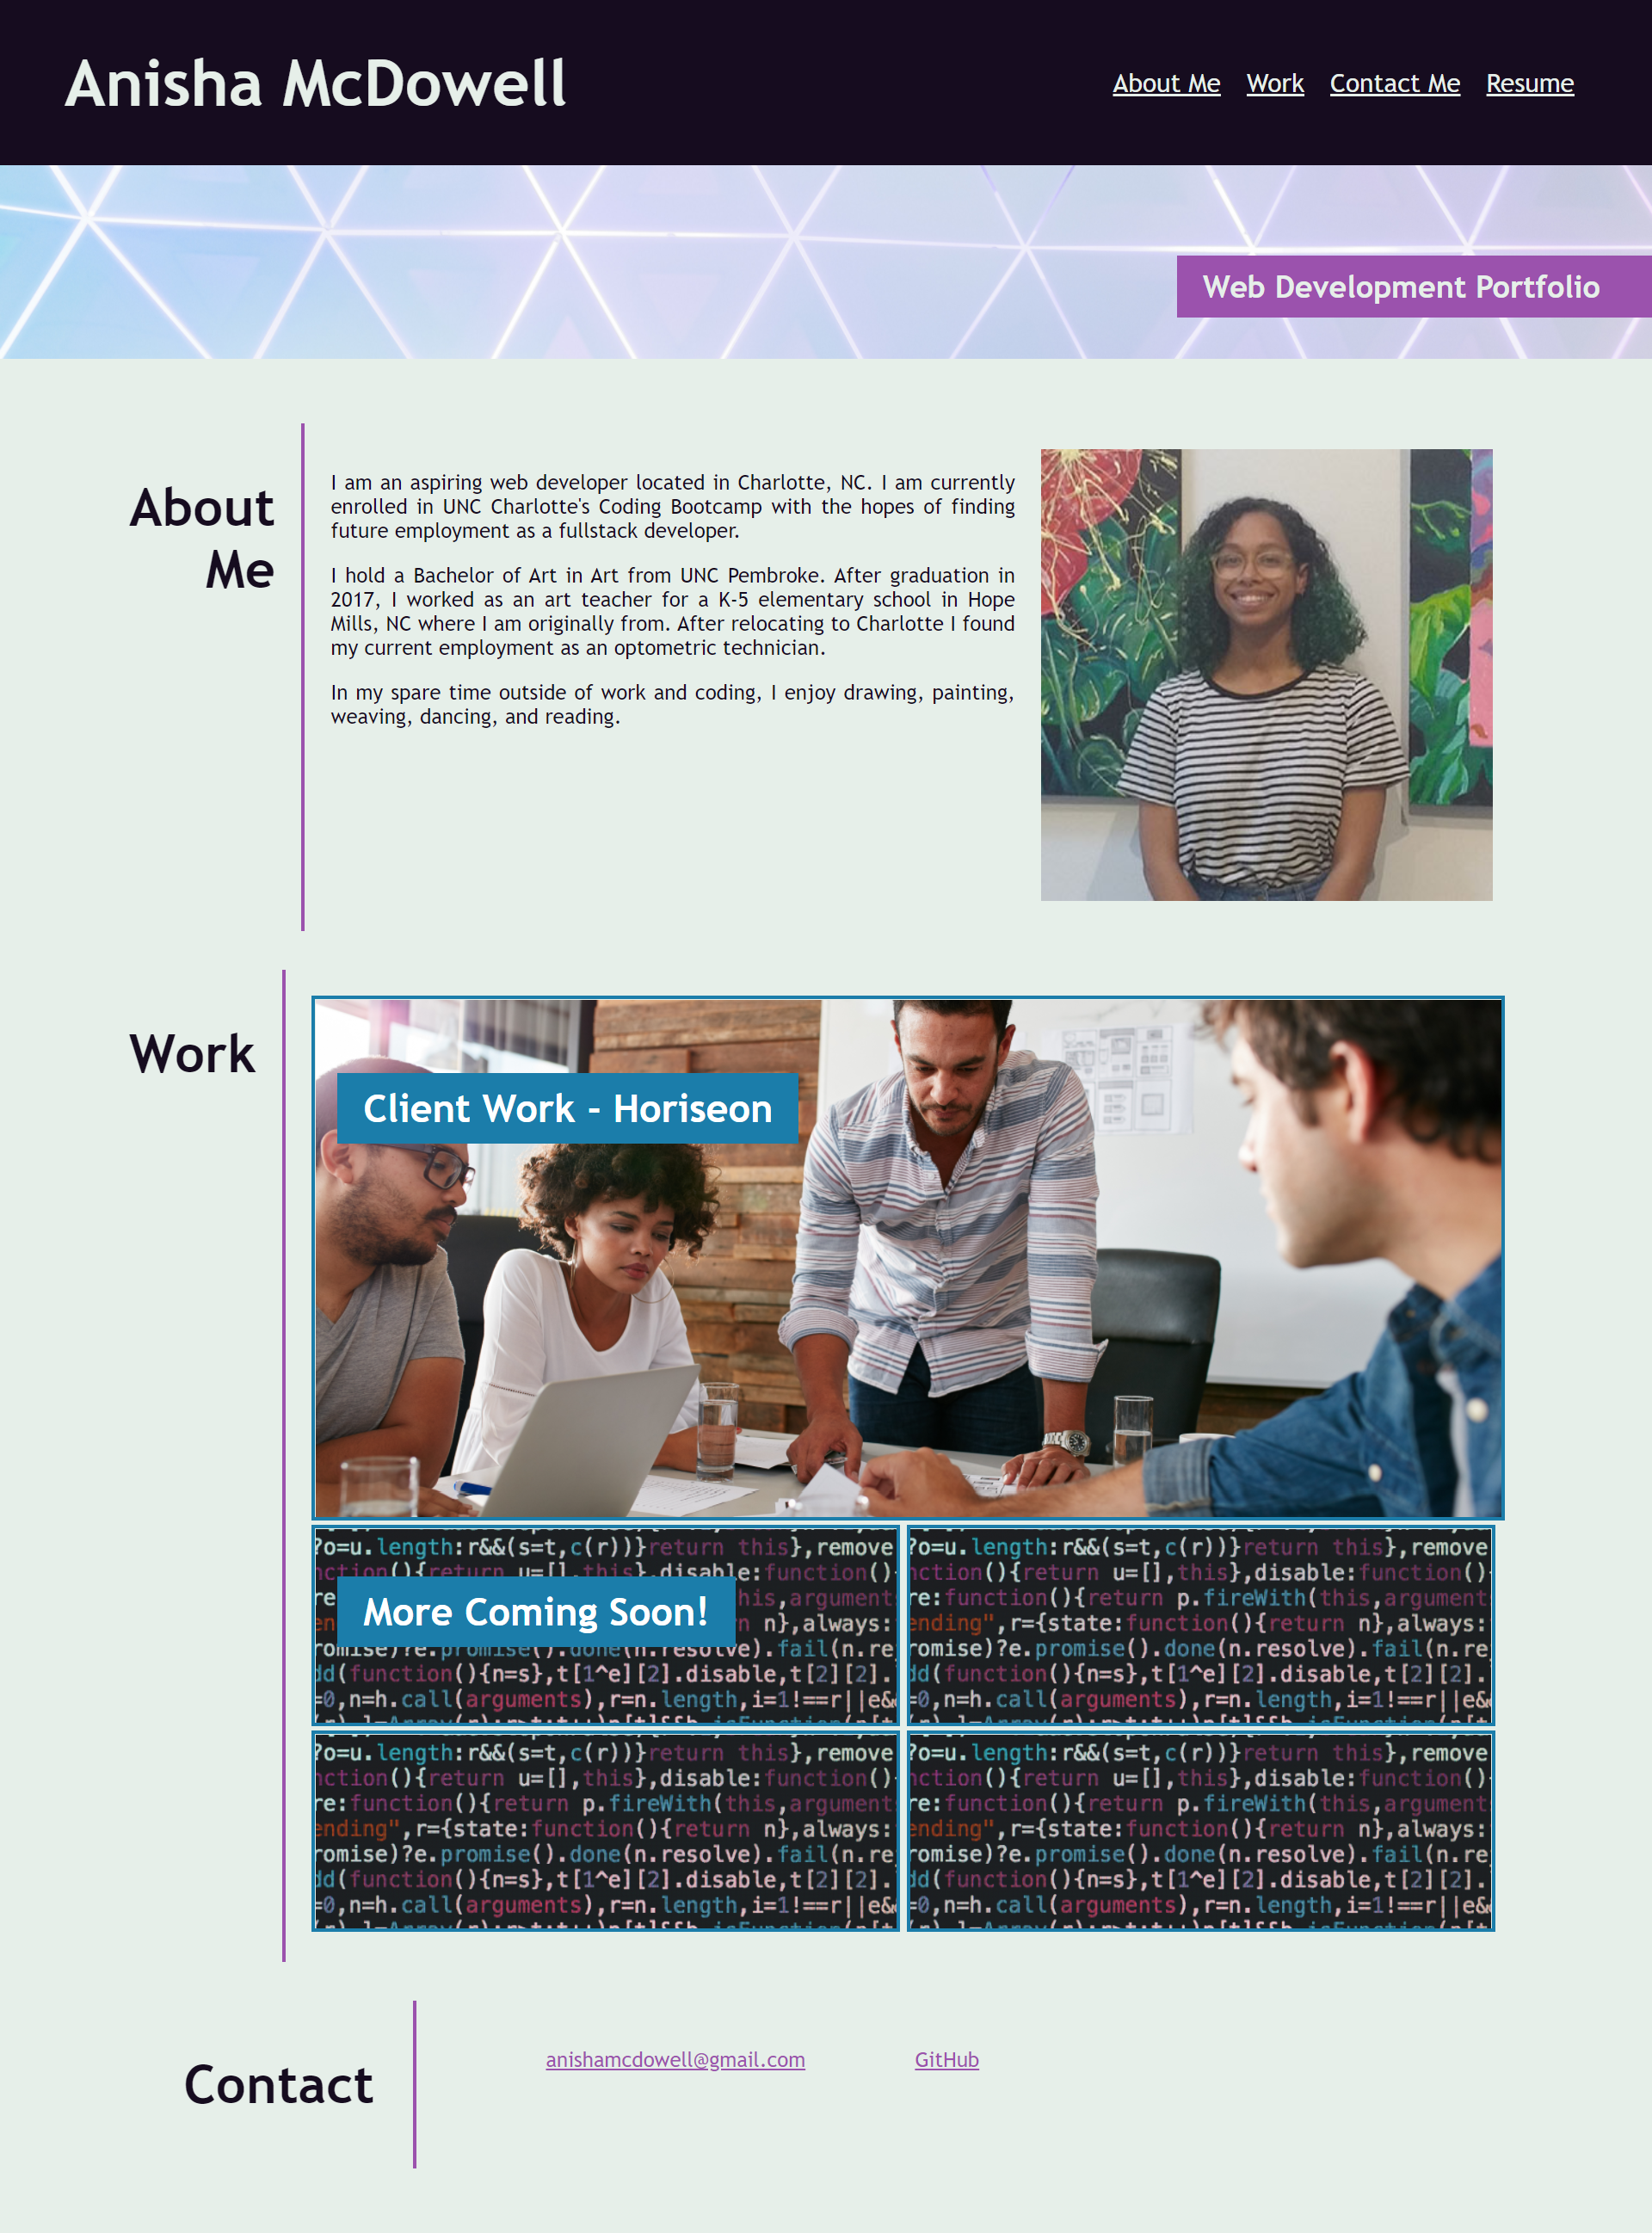 Anisha McDowell
About Me Work Contact Me Resume
Web Development Portfolio
About
Me
I am an aspiring web developer located in Charlotte, NC. I am currently
enrolled in UNC Charlotte's Coding Bootcamp with the hopes of finding
future employment as a fullstack developer.
I hold a Bachelor of Art in Art from UNC Pembroke. After graduation in
2017, I worked as an art teacher for a K-5 elementary school in Hope
Mills, NC where I am originally from. After relocating to Charlotte I found
my current employment as an optometric technician.
In my spare time outside of work and coding, I enjoy drawing, painting,
weaving, dancing, and reading.
Work
Client Work - Horiseon
?o=u.length:r&&(s=t,c(r))}return this},remove
nction(){return u=[],this},disable:function()
More Coming Soon!
this,argument
n},always:
romise)?e.promise().done(n.resolve).fail(n.re
dd(function(){n=s},t[1^e][2].disable,t[2][2].
=0,n=h.call(arguments),r=n.length,i=1!==r||e&
?o=u.length:r&&(s=t,c(r))}return this},remove
nction(){return u=[],this},disable:function()
re:function(){return p.fireWith(this,argument
ending",r={state:function(){return n},always:
romise)?e.promise().done(n.resolve).fail(n.re
dd(function(){n=s},t[1^e][2].disable,t[2][2].
=0,n=h.call(arguments),r=n.length,i=1!==r||e&
?o=u.length:r&&(s=t,c(r))}return this},remove
nction(){return u=[],this},disable:function()
re:function(){return p.fireWith(this,argument
ending",r={state:function(){return n},always:
romise)?e.promise().done(n.resolve).fail(n.re
dd(function(){n=s},t[1^e][2].disable,t[2][2].
=0,n=h.call(arguments),r=n.length,i=1!==r||e&
?o=u.length:r&&(s=t,c(r))}return this},remove
nction(){return u=[],this},disable:function()
re:function(){return p.fireWith(this,argument
ending",r={state:function(){return n},always:
romise)?e.promise().done(n.resolve).fail(n.re
dd(function(){n=s},t[1^e][2].disable,t[2][2].
=0,n=h.call(arguments),r=n.length,i=1!==r||e&
Contact
anishamcdowell@gmail.com
GitHub